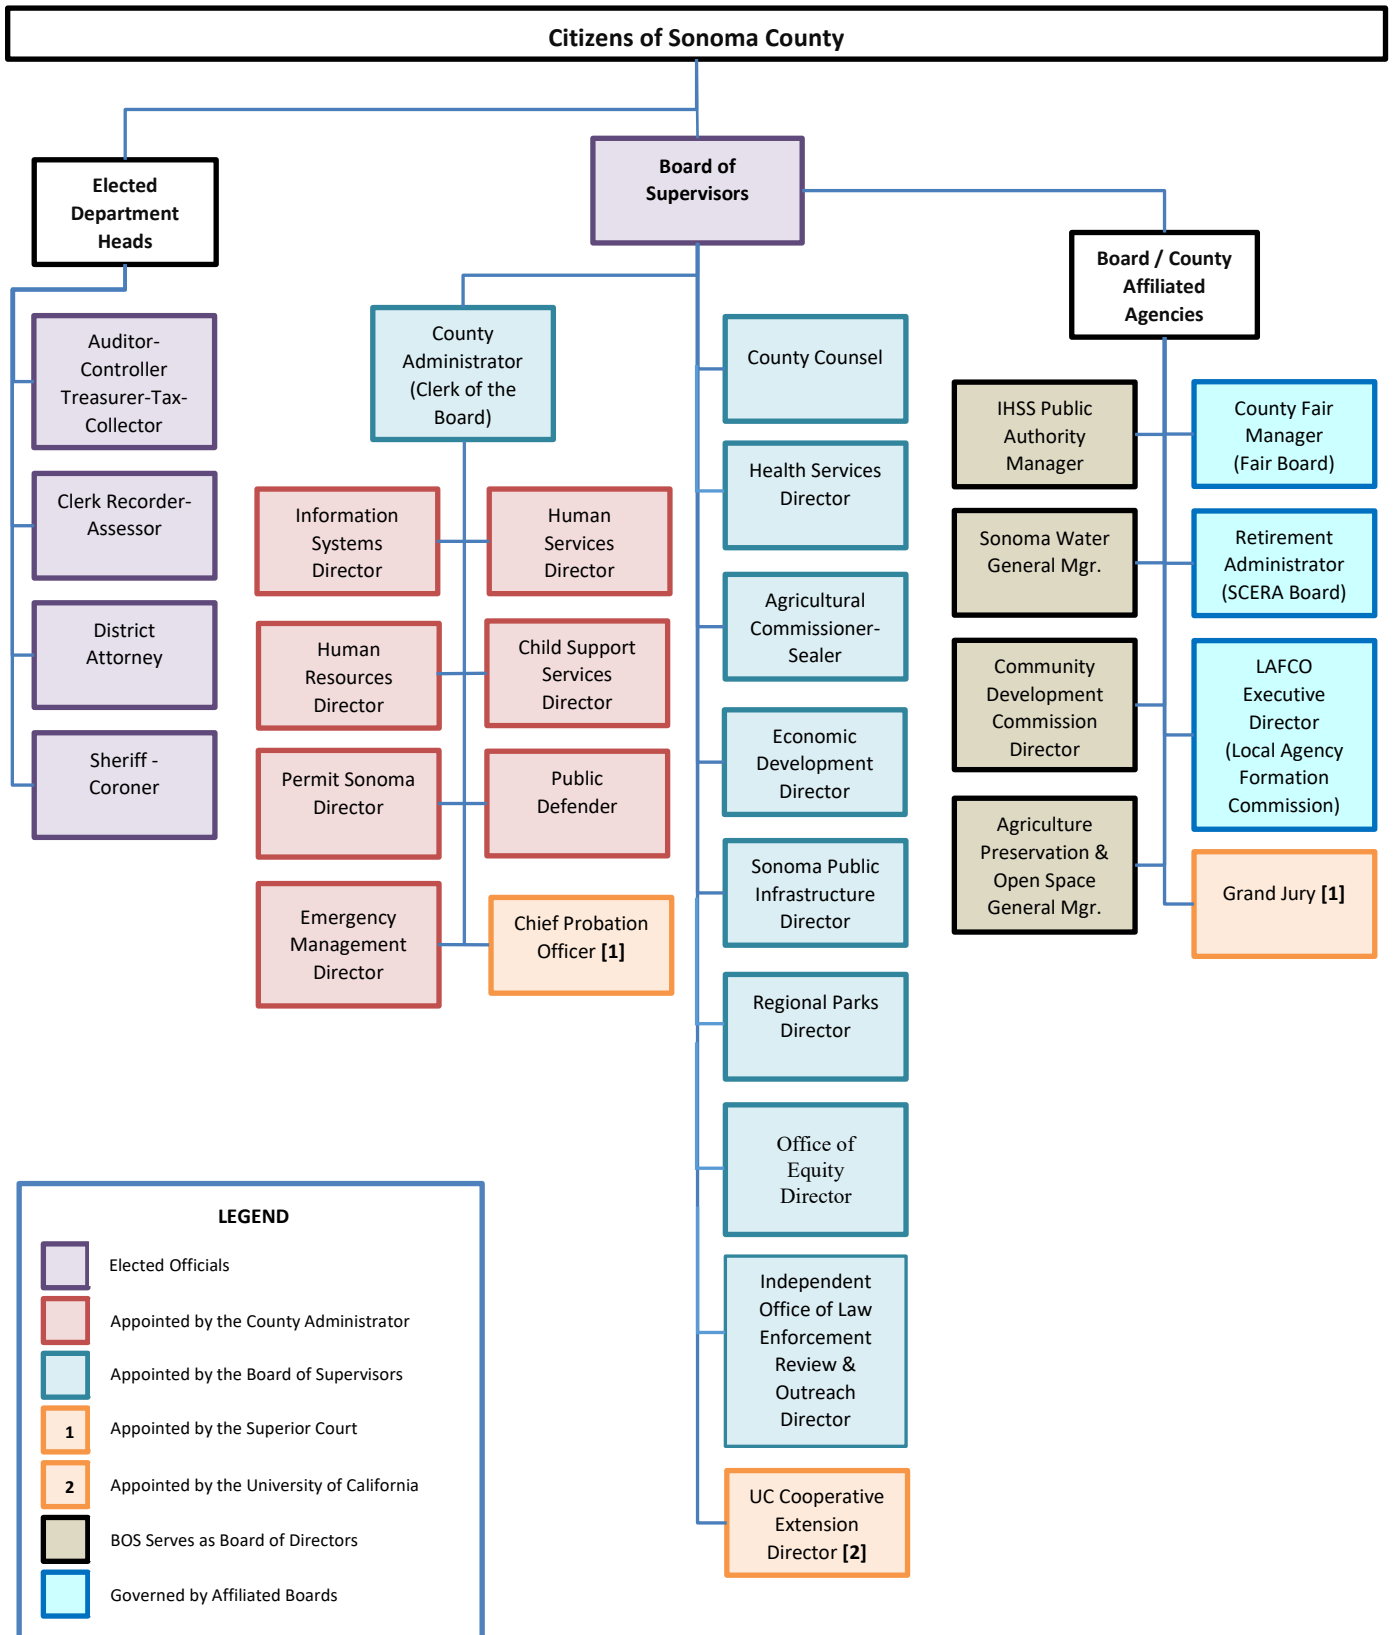 Citizens of Sonoma County
Elected
Department
Heads
Auditor-
Controller
Treasurer-Tax-
Collector
Clerk Recorder-
Assessor
District
Attorney
Sheriff -
Coroner
Board of
Supervisors
County
Administrator
(Clerk of the
Board)
Information
Systems
Director
Human
Services
Director
Human
Resources
Director
Child Support
Services
Director
Permit Sonoma
Director
Public
Defender
Emergency
Management
Director
Chief Probation
Officer [1]
County Counsel
Health Services
Director
Agricultural
Commissioner-
Sealer
Economic
Development
Director
Sonoma Public
Infrastructure
Director
Regional Parks
Director
Office of
Equity
Director
Independent
Office of Law
Enforcement
Review &
Outreach
Director
UC Cooperative
Extension
Director [2]
Board / County
Affiliated
Agencies
IHSS Public
Authority
Manager
County Fair
Manager
(Fair Board)
Sonoma Water
General Mgr.
Retirement
Administrator
(SCERA Board)
Community
Development
Commission
Director
LAFCO
Executive
Director
(Local Agency
Formation
Commission)
Agriculture
Preservation &
Open Space
General Mgr.
Grand Jury [1]
LEGEND
Elected Officials
Appointed by the County Administrator
Appointed by the Board of Supervisors
1 Appointed by the Superior Court
2 Appointed by the University of California
BOS Serves as Board of Directors
Governed by Affiliated Boards